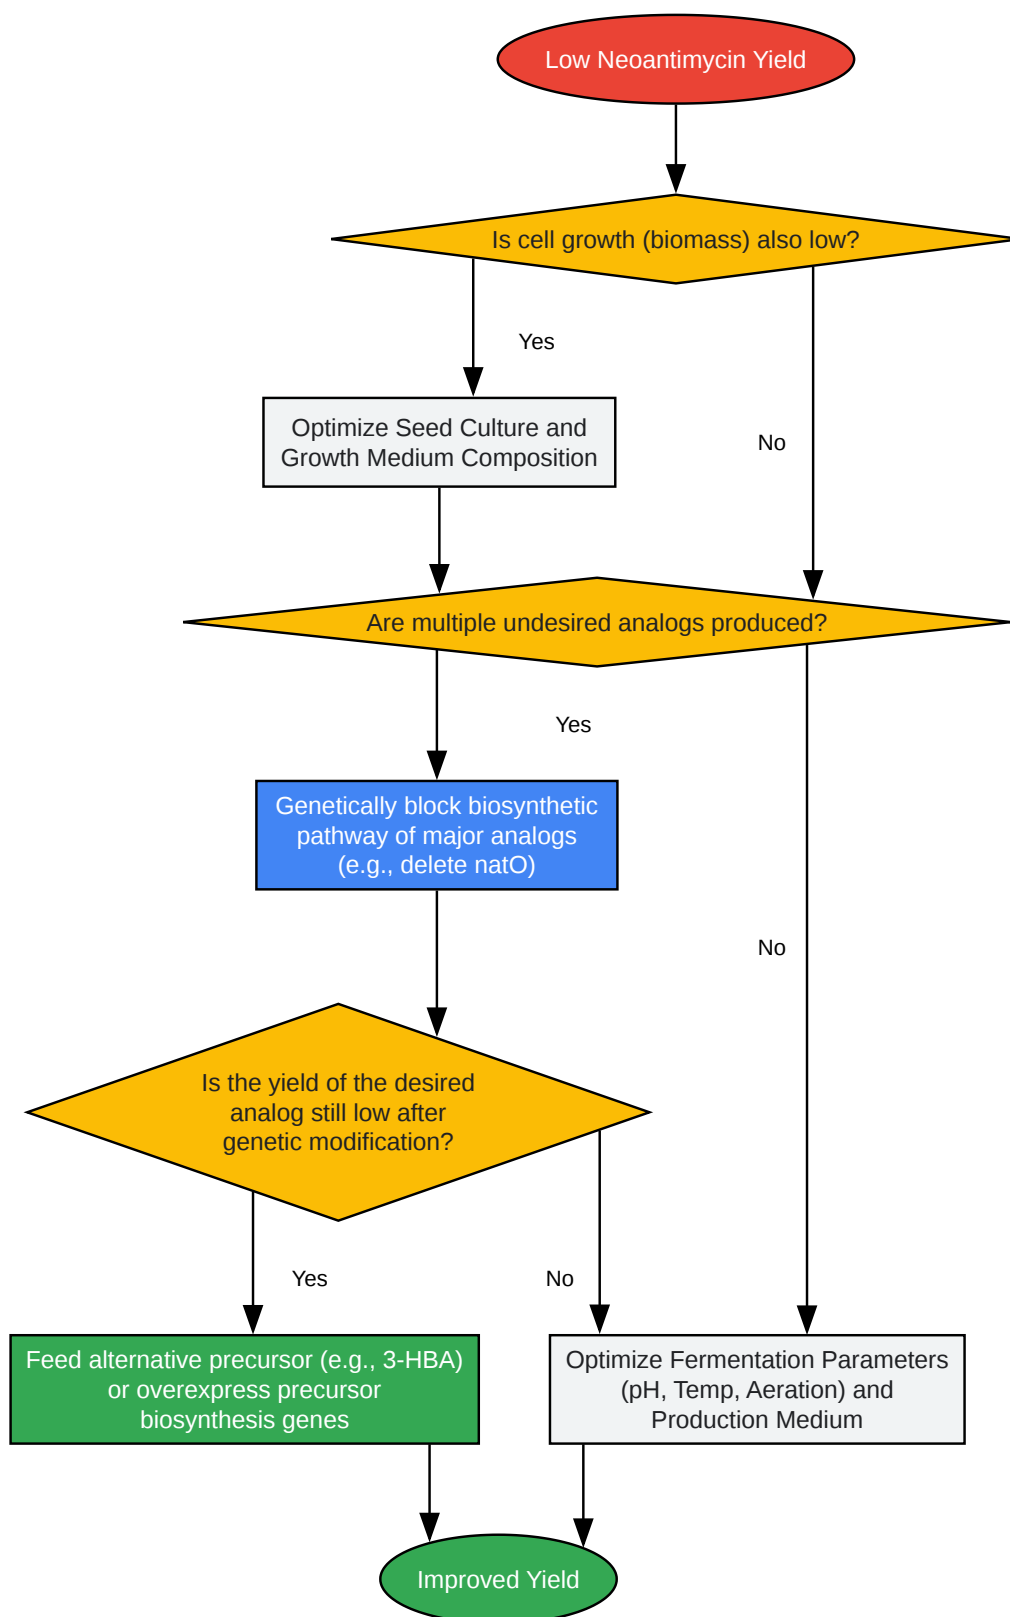 Low Neoantimycin Yield
Is cell growth (biomass) also low?
Yes
Optimize Seed Culture and
Growth Medium Composition
No
Are multiple undesired analogs produced?
Yes
Genetically block biosynthetic
pathway of major analogs
(e.g., delete natO)
No
Is the yield of the desired
analog still low after
genetic modification?
Yes
No
Feed alternative precursor (e.g., 3-HBA)
or overexpress precursor
biosynthesis genes
Optimize Fermentation Parameters
(pH, Temp, Aeration) and
Production Medium
Improved Yield